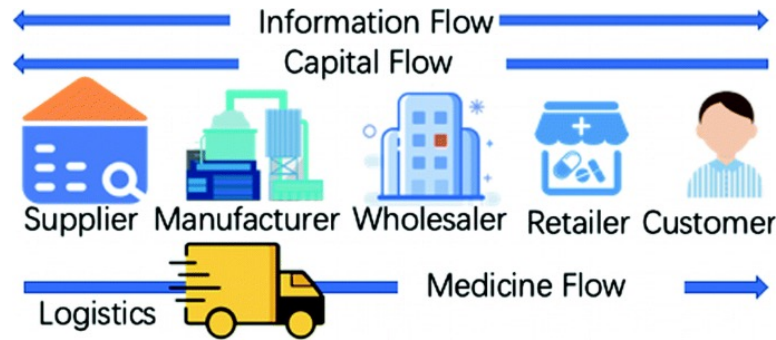 Information Flow
Capital Flow
Supplier Manufacturer Wholesaler Retailer Customer
Medicine Flow
Logistics